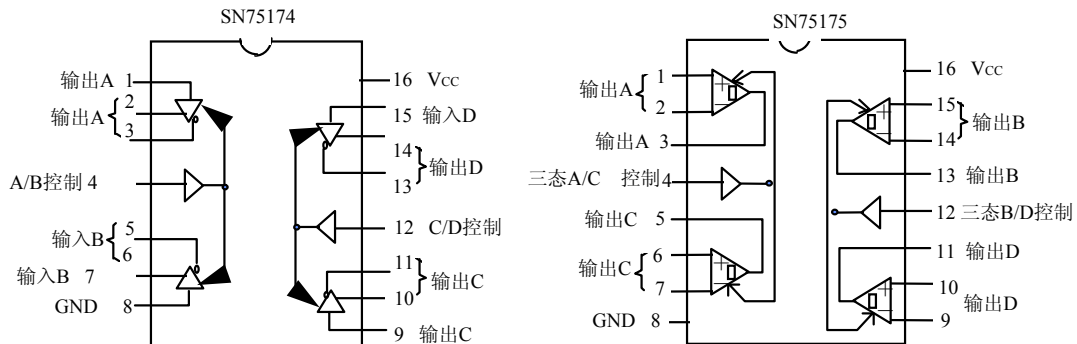 SN75174
输出A 1
输出A 2
3
A/B控制 4
输入B 5
6
输入B 7
GND 8
16 Vcc
15 输入D
14 输出D
13
12 C/D控制
11 输出C
10
9 输出C
SN75175
输出A 1
2
输出A 3
三态A/C 控制4
输出C 5
输出C 6
7
GND 8
16 Vcc
15 输出B
14
13 输出B
12 三态B/D控制
11 输出D
10 输出D
9